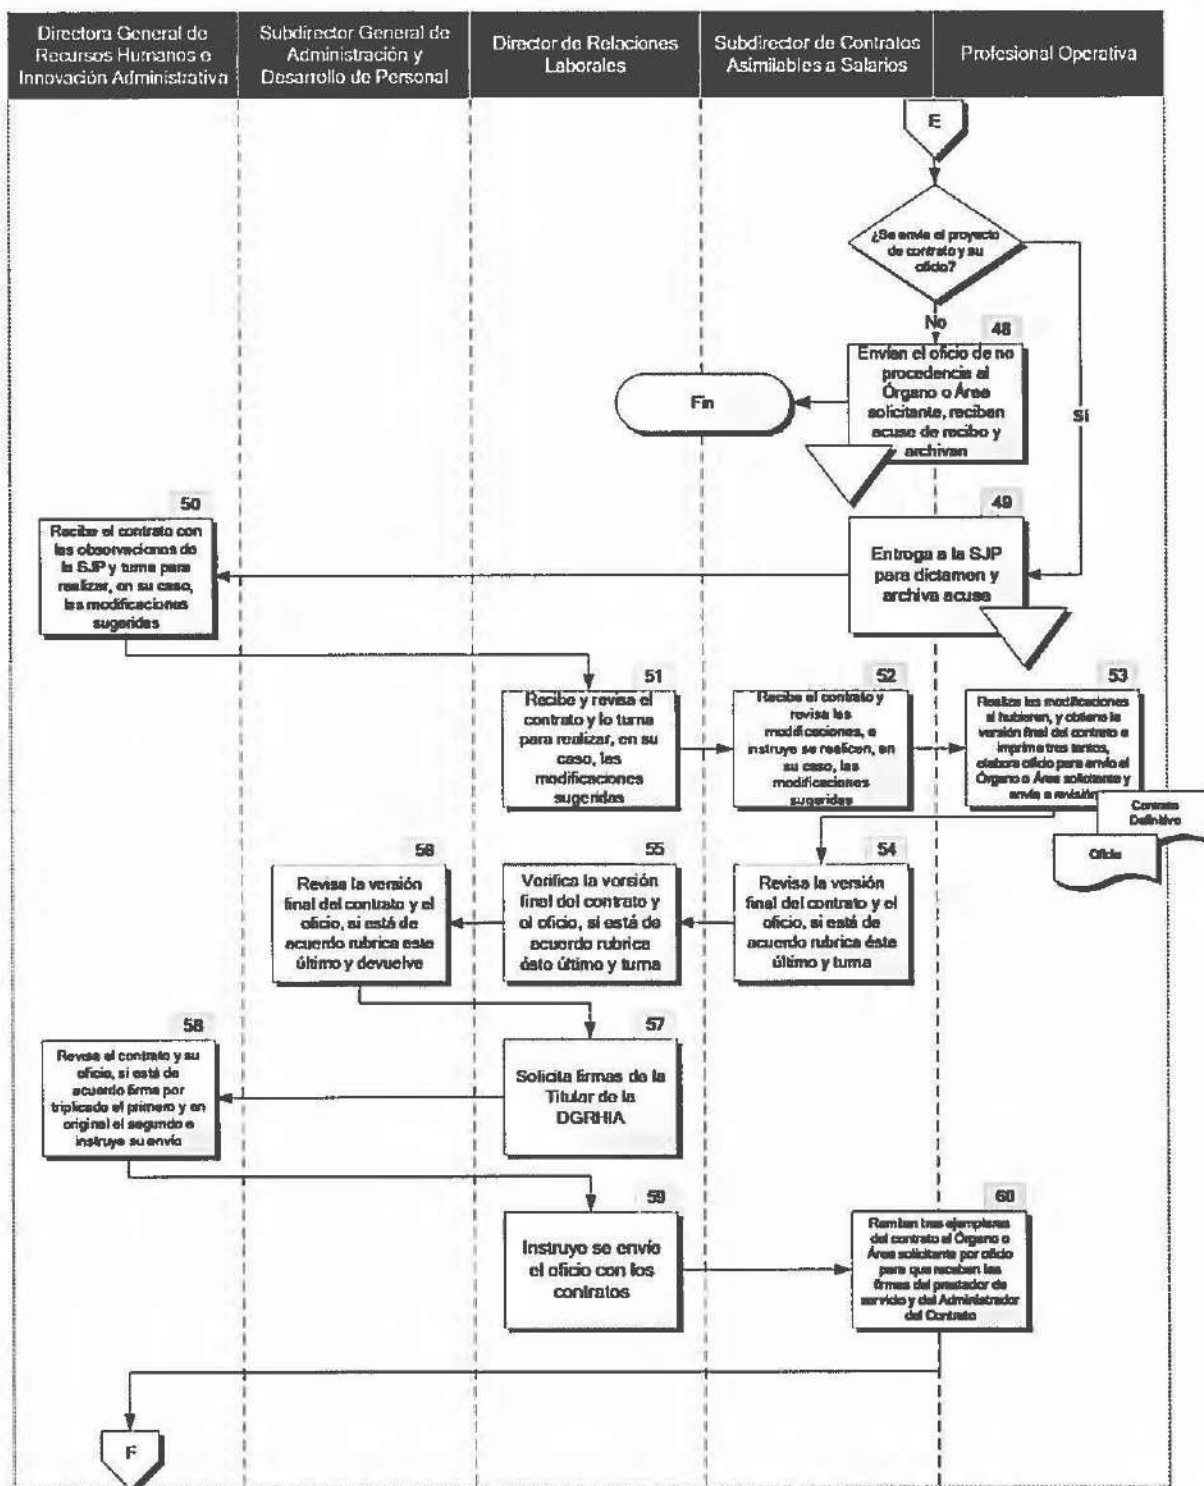 Directora General de
Recursos Humanos e
Innovación Administrativa
Subdirector General de
Administración y
Desarrollo de Personal
Director de Relaciones
Laborales
Subdirector de Contratos
Asimilables a Salarios
Profesional Operativa
E
¿Se envía el proyecto
de contrato y su
oficio?
No
Sí
48
Envían el oficio de no
procedencia al
Órgano o Área
solicitante, reciben
acuse de recibo y
archivan
Fin
49
Entrega a la SJP
para dictamen y
archiva acuse
50
Recibe el contrato con
las observaciones de
la SJP y turna para
realizar, en su caso,
las modificaciones
sugeridas
51
Recibe y revisa el
contrato y lo turna
para realizar, en su
caso, las
modificaciones
sugeridas
52
Recibe el contrato y
revisa las
modificaciones, e
instruye se realicen, en
su caso, las
modificaciones
sugeridas
53
Realiza las modificaciones
si hubieren, y obtiene la
versión final del contrato e
imprime tres tantos,
elabora oficio para envío al
Órgano o Área solicitante y
envía a revisión
Contrato
Definitivo
Oficio
54
Revisa la versión
final del contrato y el
oficio, si está de
acuerdo rubrica éste
último y turna
55
Verifica la versión
final del contrato y
el oficio, si está de
acuerdo rubrica
ésto último y turna
56
Revisa la versión
final del contrato y el
oficio, si está de
acuerdo rubrica este
último y devuelve
57
Solicita firmas de la
Titular de la
DGRHIA
58
Revisa el contrato y su
oficio, si está de
acuerdo firma por
triplicado el primero y en
original el segundo e
instruye su envío
59
Instruye se envíe
el oficio con los
contratos
60
Remiten tres ejemplares
del contrato al Órgano o
Área solicitante por oficio
para que recaben las
firmas del prestador de
servicio y del Administrador
del Contrato
F